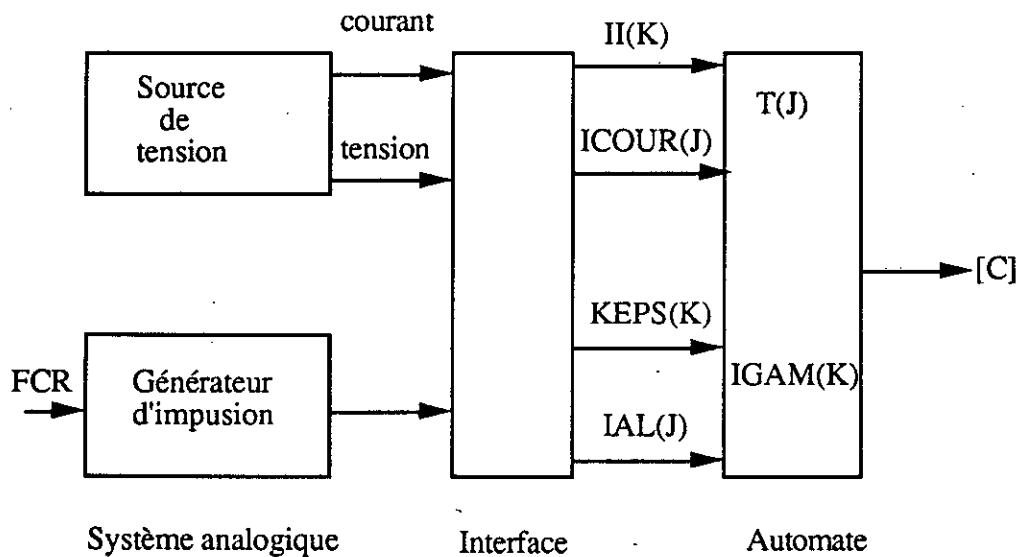 courant
II(K)
Source
de
tension
T(J)
tension
ICOUR(J)
[C]
KEPS(K)
FCR
Générateur
d'impusion
IGAM(K)
IAL(J)
Système analogique
Interface
Automate